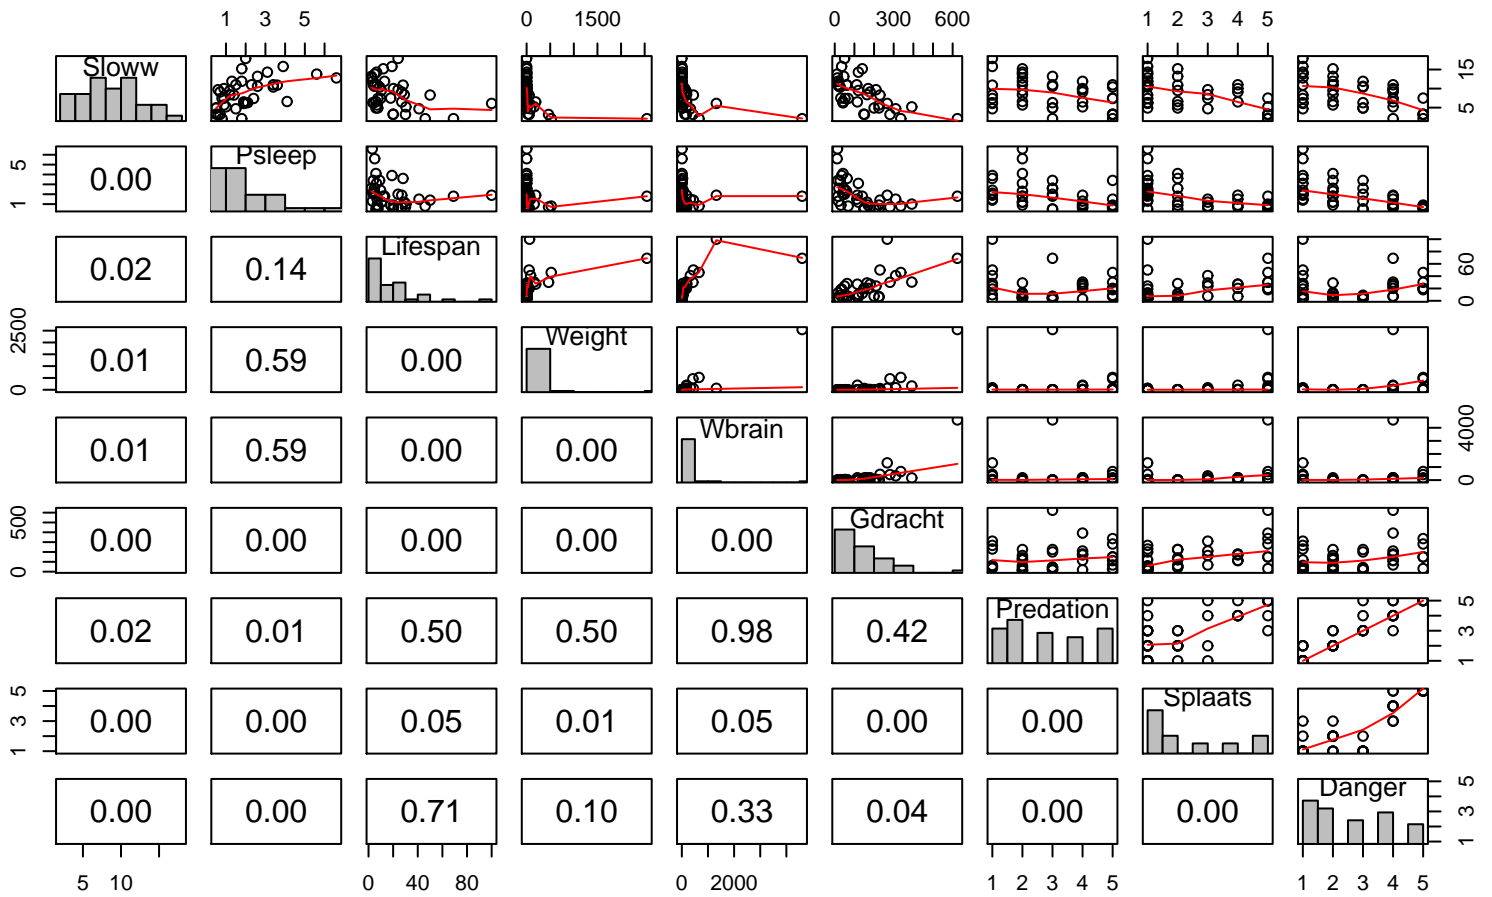 1 3 5 0 1500 0 300 600 1 2 3 4 5
Sloww 5 15
1 5 0.00 Psleep
0.02 0.14 Lifespan 0 60
0 2500 0.01 0.59 0.00 Weight
0.01 0.59 0.00 0.00 Wbrain 0 4000
0 500 0.00 0.00 0.00 0.00 0.00 Gdracht
0.02 0.01 0.50 0.50 0.98 0.42 Predation 1 3 5
1 3 5 0.00 0.00 0.05 0.01 0.05 0.00 0.00 Splaats
0.00 0.00 0.71 0.10 0.33 0.04 0.00 0.00 Danger 1 3 5
5 10 0 40 80 0 2000 1 2 3 4 5 1 2 3 4 5